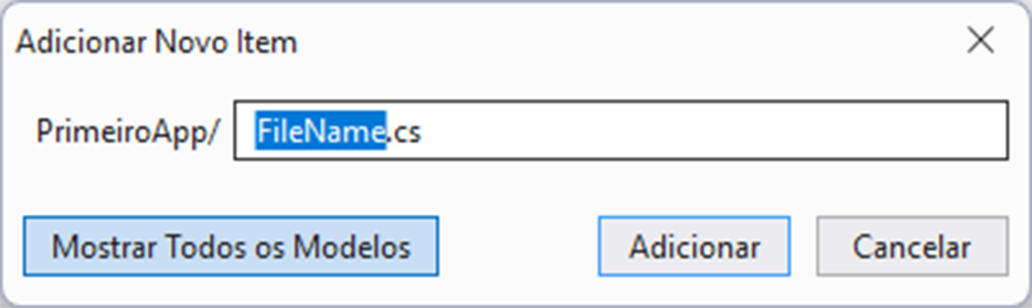 Adicionar Novo Item
PrimeiroApp/ FileName.cs
Mostrar Todos os Modelos Adicionar Cancelar